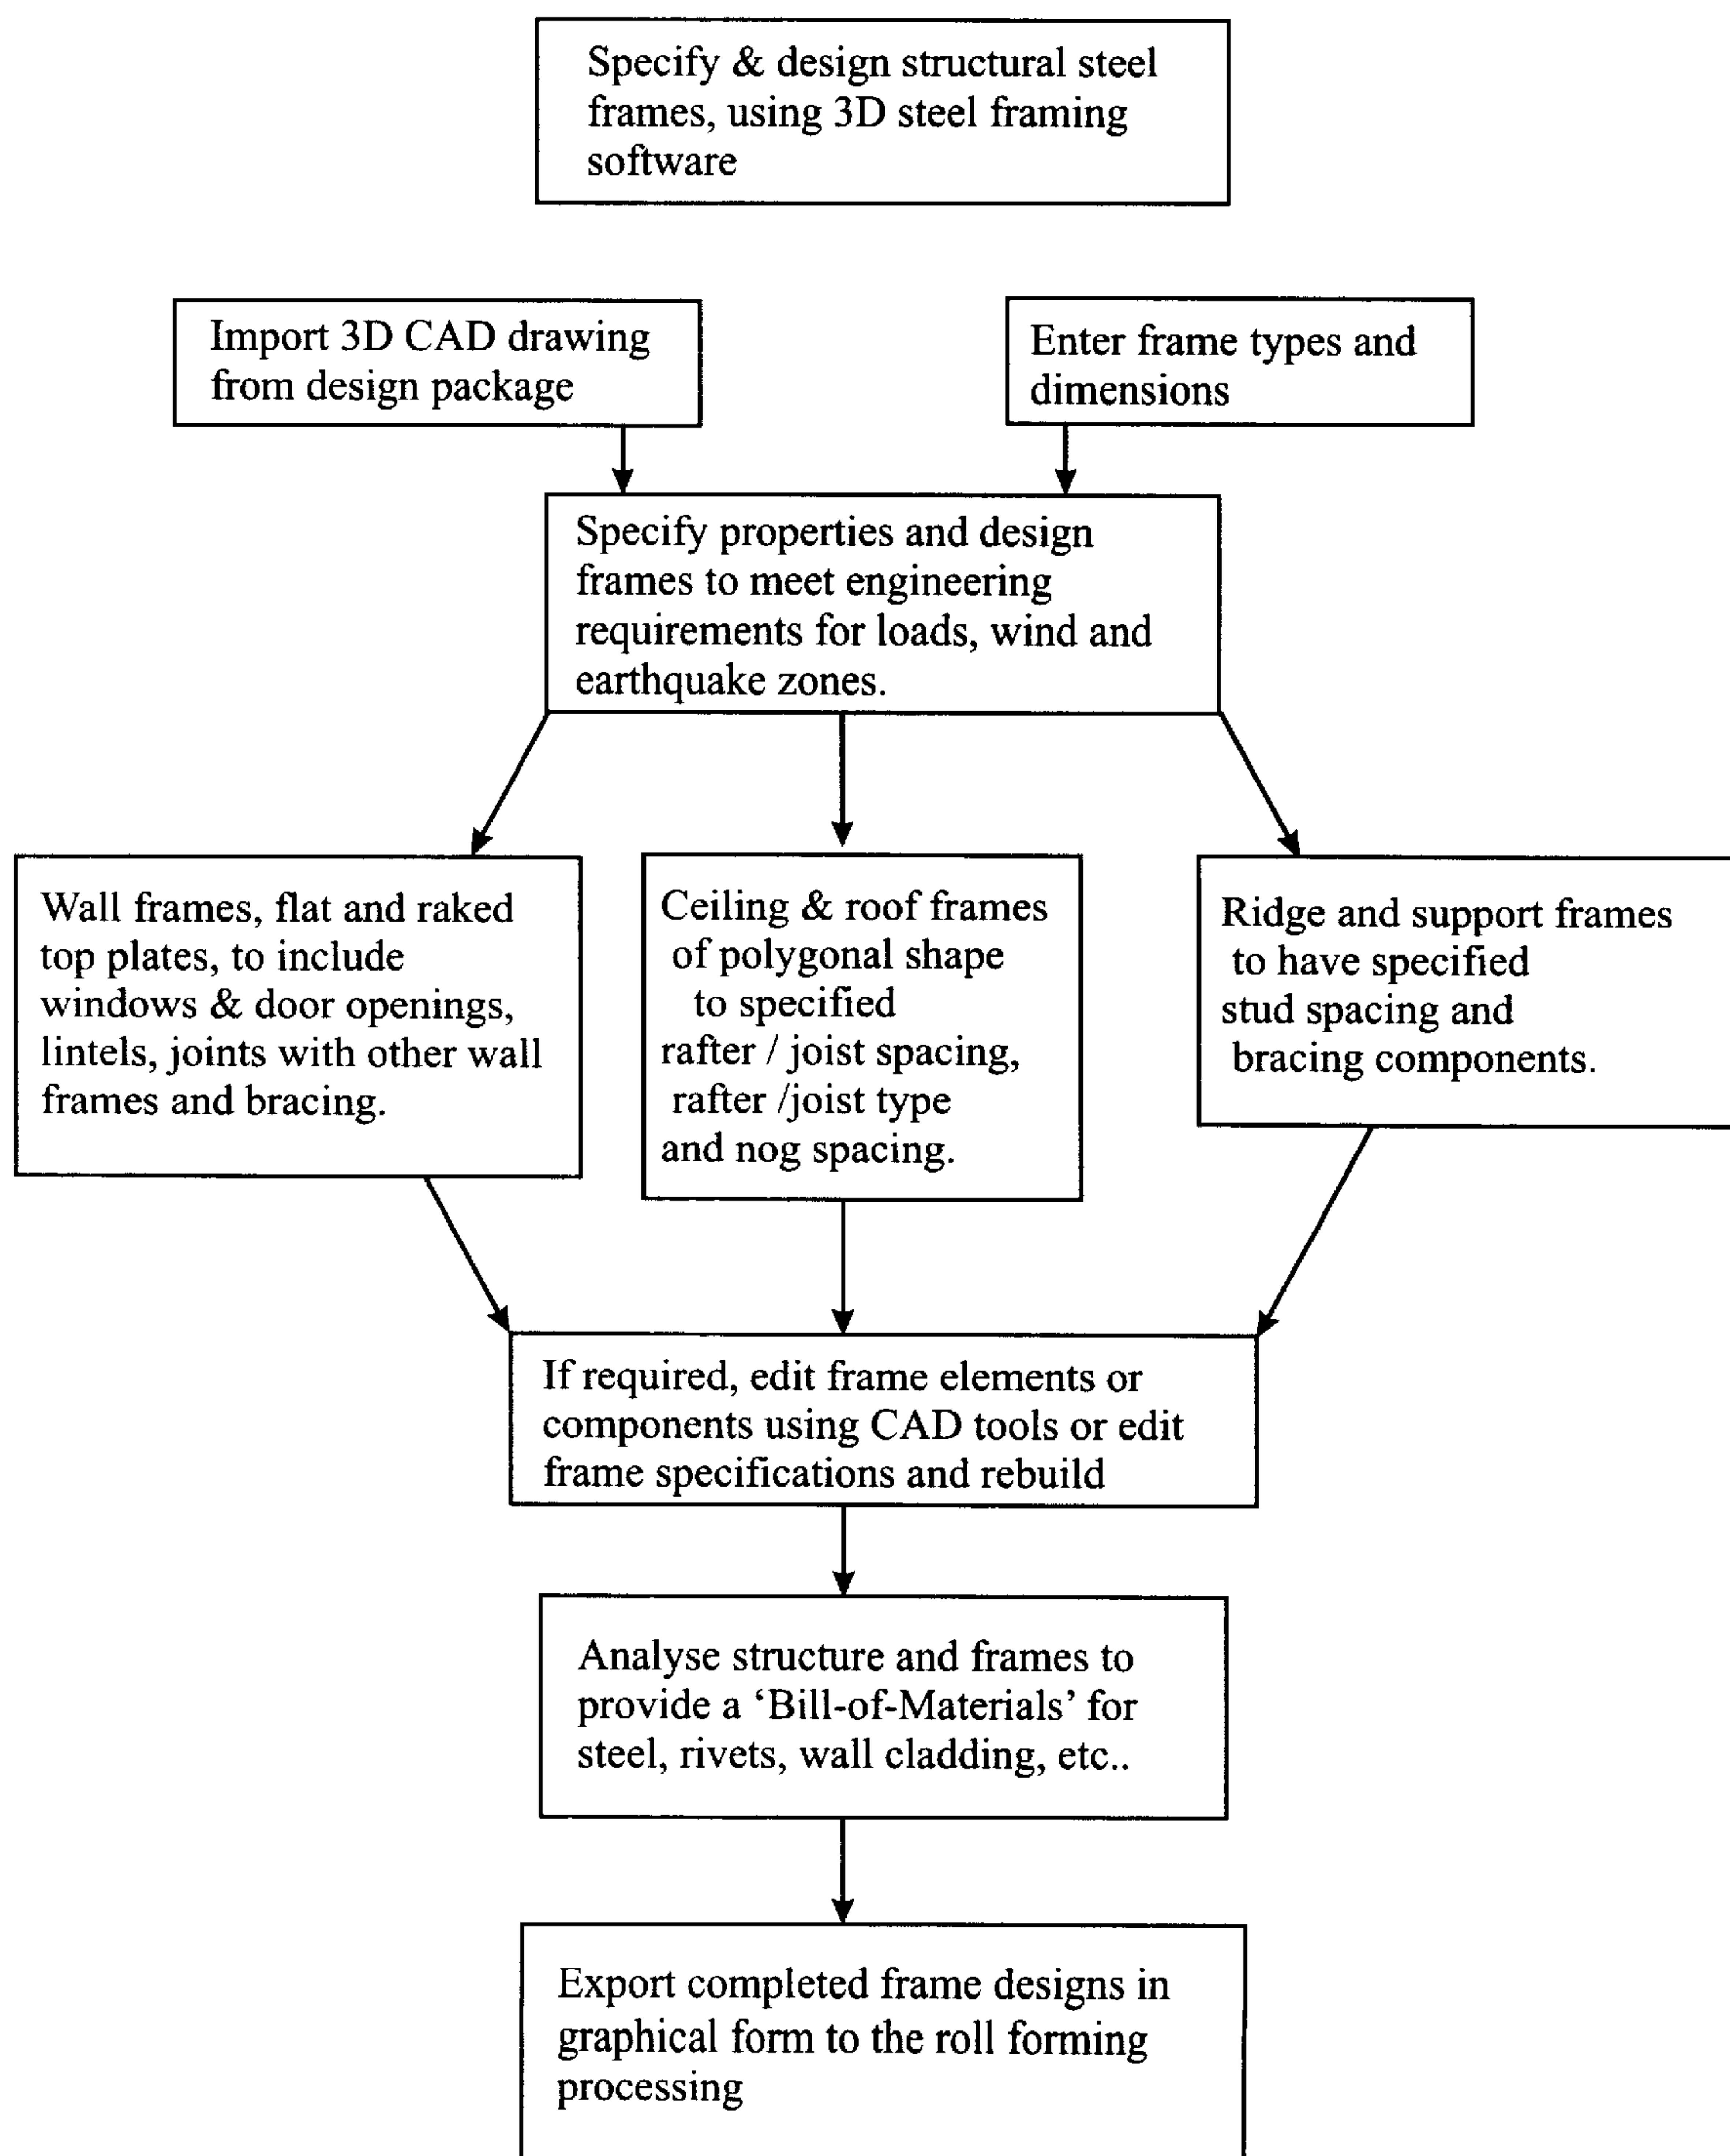 Specify & design structural steel
frames, using 3D steel framing
software
Import 3D CAD drawing
from design package
Enter frame types and
dimensions
Specify properties and design
frames to meet engineering
requirements for loads, wind and
earthquake zones.
Wall frames, flat and raked
top plates, to include
windows & door openings,
lintels, joints with other wall
frames and bracing.
Ceiling & roof frames
of polygonal shape
to specified
rafter / joist spacing,
rafter /joist type
and nog spacing.
Ridge and support frames
to have specified
stud spacing and
bracing components.
If required, edit frame elements or
components using CAD tools or edit
frame specifications and rebuild
Analyse structure and frames to
provide a ‘Bill-of-Materials’ for
steel, rivets, wall cladding, etc..
Export completed frame designs in
graphical form to the roll forming
processing